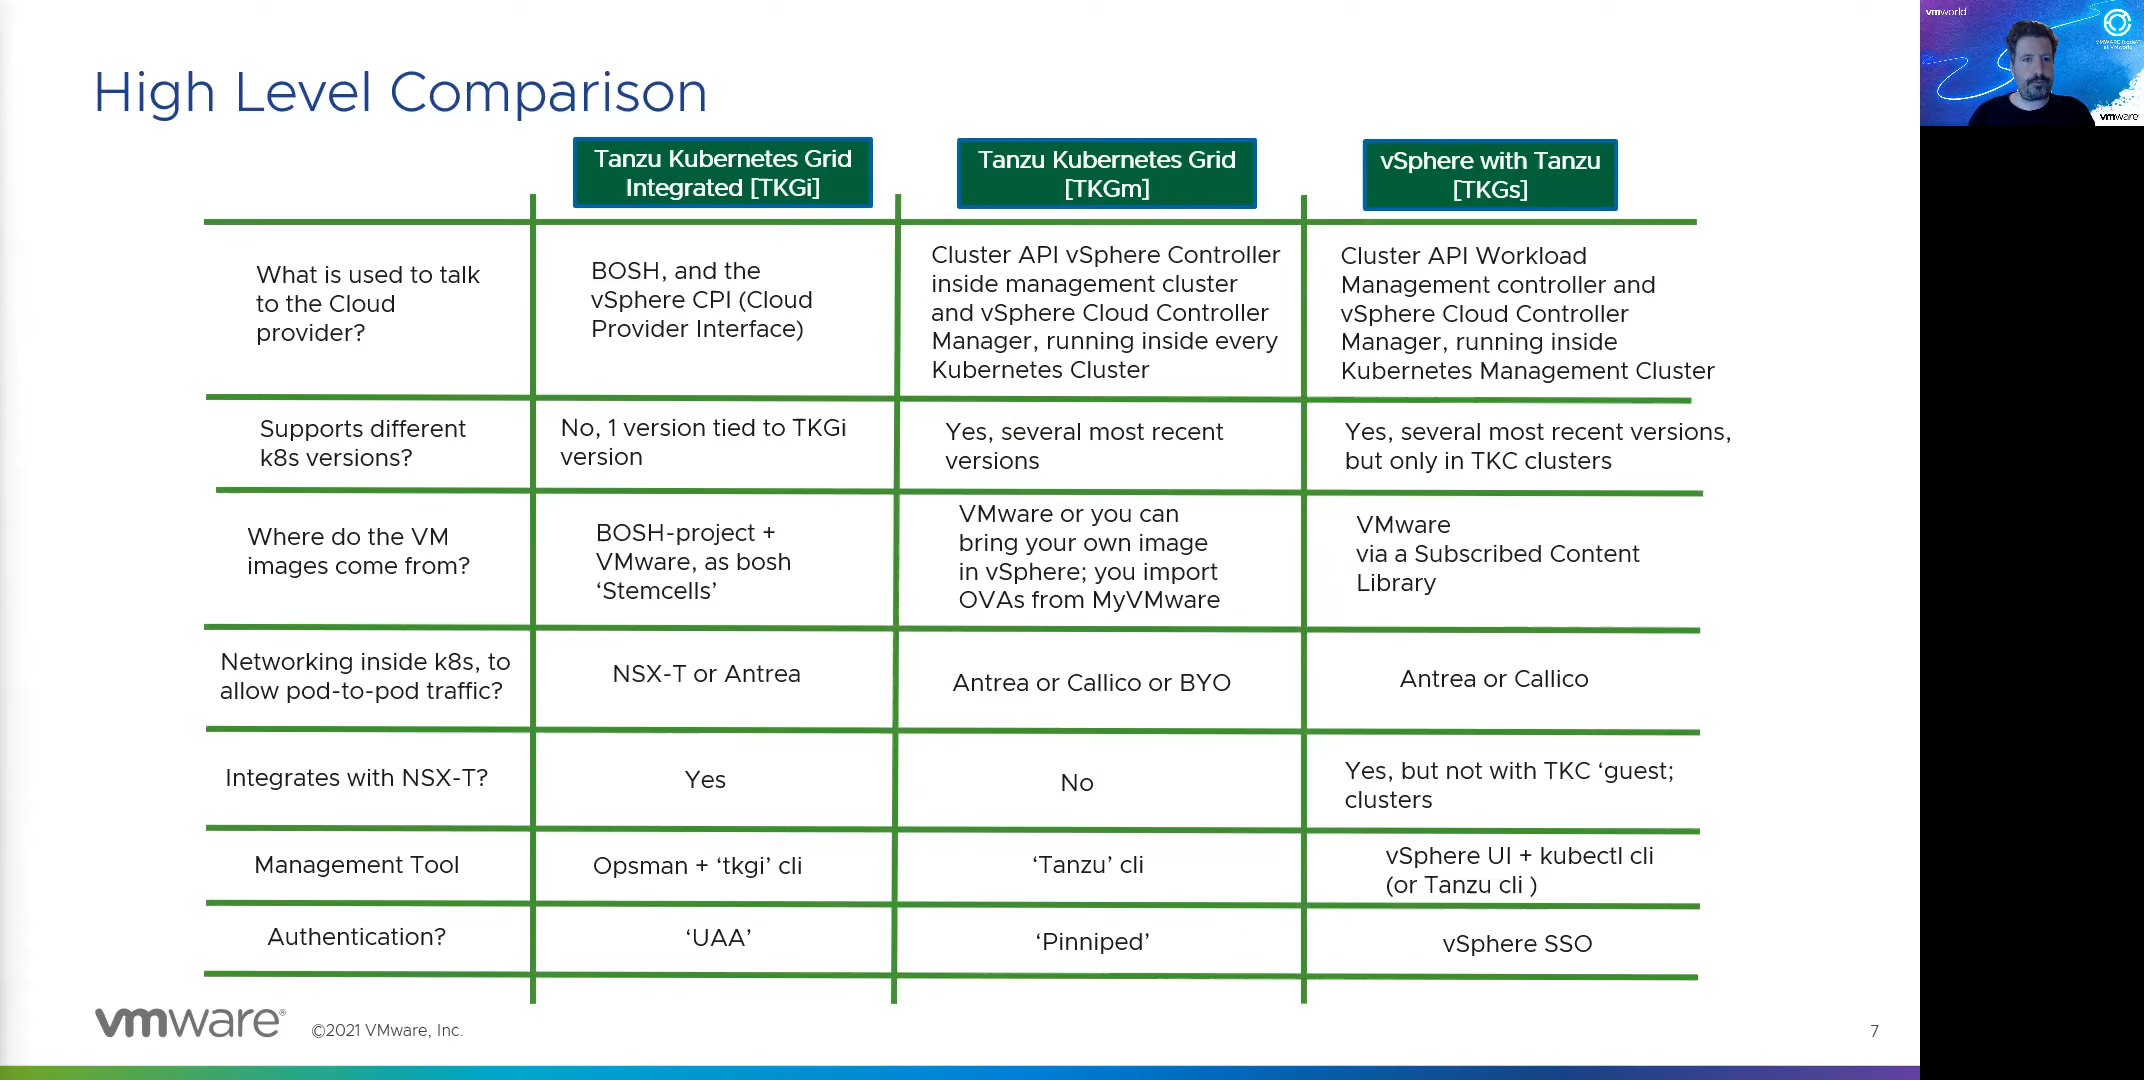 High Level Comparison
Tanzu Kubernetes Grid
Integrated [TKGi]
Tanzu Kubernetes Grid
[TKGm]
vSphere with Tanzu
[TKGs]
What is used to talk
to the Cloud
provider?
BOSH, and the
vSphere CPI (Cloud
Provider Interface)
Cluster API vSphere Controller
inside management cluster
and vSphere Cloud Controller
Manager, running inside every
Kubernetes Cluster
Cluster API Workload
Management controller and
vSphere Cloud Controller
Manager, running inside
Kubernetes Management Cluster
Supports different
k8s versions?
No, 1 version tied to TKGi
version
Yes, several most recent
versions
Yes, several most recent versions,
but only in TKC clusters
Where do the VM
images come from?
BOSH-project +
VMware, as bosh
‘Stemcells’
VMware or you can
bring your own image
in vSphere; you import
OVAs from MyVMware
VMware
via a Subscribed Content
Library
Networking inside k8s, to
allow pod-to-pod traffic?
NSX-T or Antrea
Antrea or Callico or BYO
Antrea or Callico
Integrates with NSX-T?
Yes
No
Yes, but not with TKC ‘guest;
clusters
Management Tool
Opsman + ‘tkgi’ cli
‘Tanzu’ cli
vSphere UI + kubectl cli
(or Tanzu cli )
Authentication?
‘UAA’
‘Pinniped’
vSphere SSO
vmware®
©2021 VMware, Inc.
7
vmworld
at VMworld
vmware